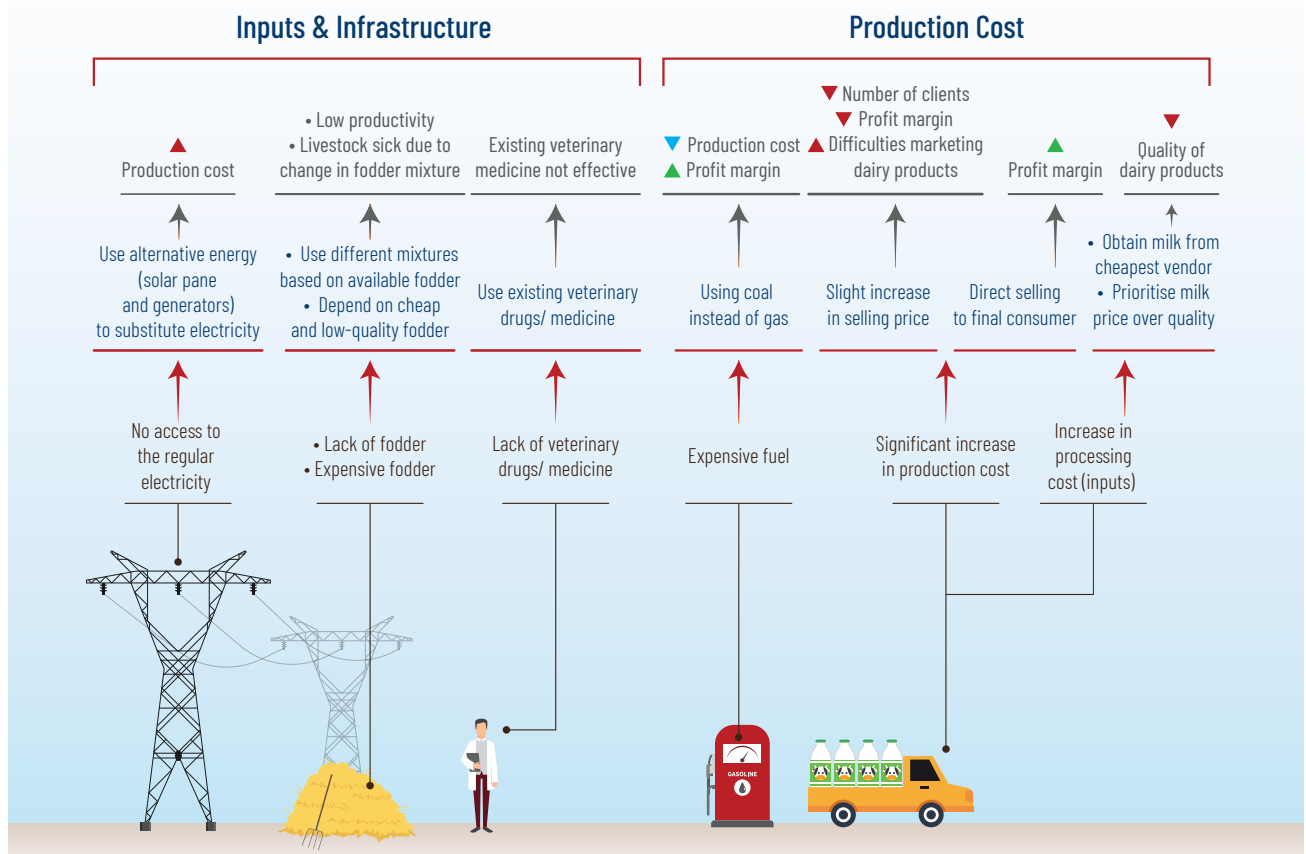 Inputs & Infrastructure
Production Cost
▲
Production cost
• Low productivity
• Livestock sick due to
change in fodder mixture
Existing veterinary
medicine not effective
▼ Production cost
▲ Profit margin
▼ Number of clients
▼ Profit margin
▲ Difficulties marketing
dairy products
▲
Profit margin
▼
Quality of
dairy products
Use alternative energy
(solar pane
and generators)
to substitute electricity
• Use different mixtures
based on available fodder
• Depend on cheap
and low-quality fodder
Use existing veterinary
drugs/ medicine
Using coal
instead of gas
Slight increase
in selling price
Direct selling
to final consumer
• Obtain milk from
cheapest vendor
• Prioritise milk
price over quality
No access to
the regular
electricity
• Lack of fodder
• Expensive fodder
Lack of veterinary
drugs/ medicine
Expensive fuel
Significant increase
in production cost
Increase in
processing
cost (inputs)
GASOLINE